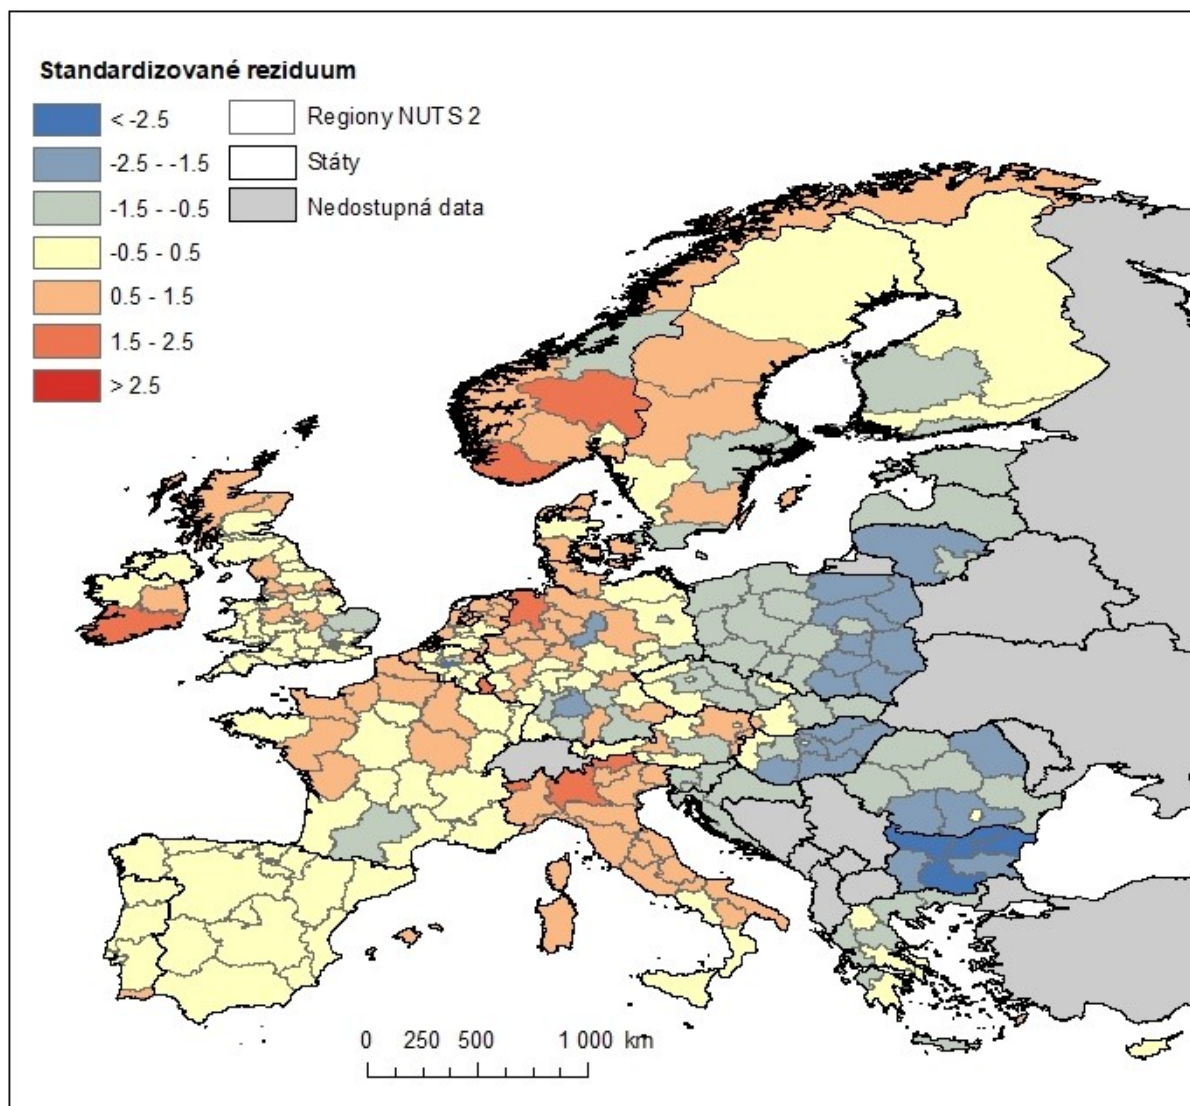 Standardizované reziduum
< -2.5
-2.5 - -1.5
-1.5 - -0.5
-0.5 - 0.5
0.5 - 1.5
1.5 - 2.5
> 2.5
Regiony NUTS 2
Státy
Nedostupná data
0 250 500 1 000 km